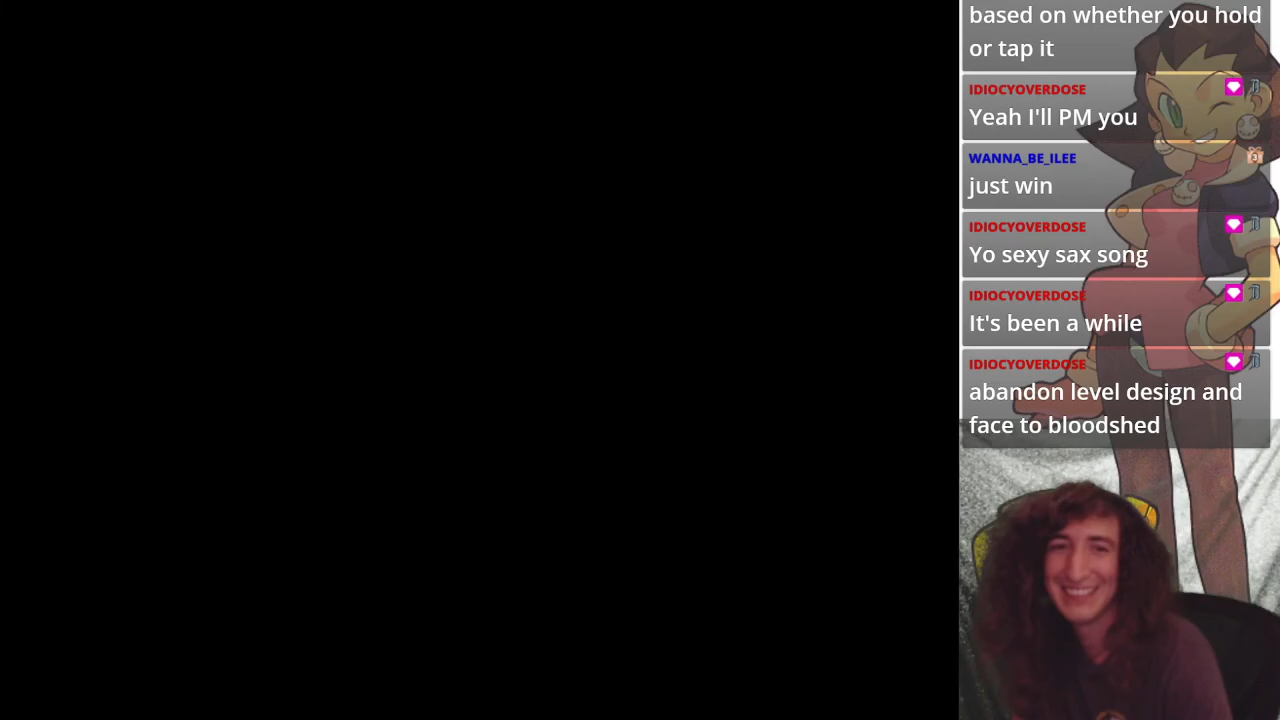 based on whether you hold
or tap it
IDIOCYOVERDOSE
Yeah I'll PM you
WANNA_BE_ILEE
3
just win
IDIOCYOVERDOSE
Yo sexy sax song
IDIOCYOVERDOSE
It's been a while
IDIOCYOVERDOSE
abandon level design and
face to bloodshed